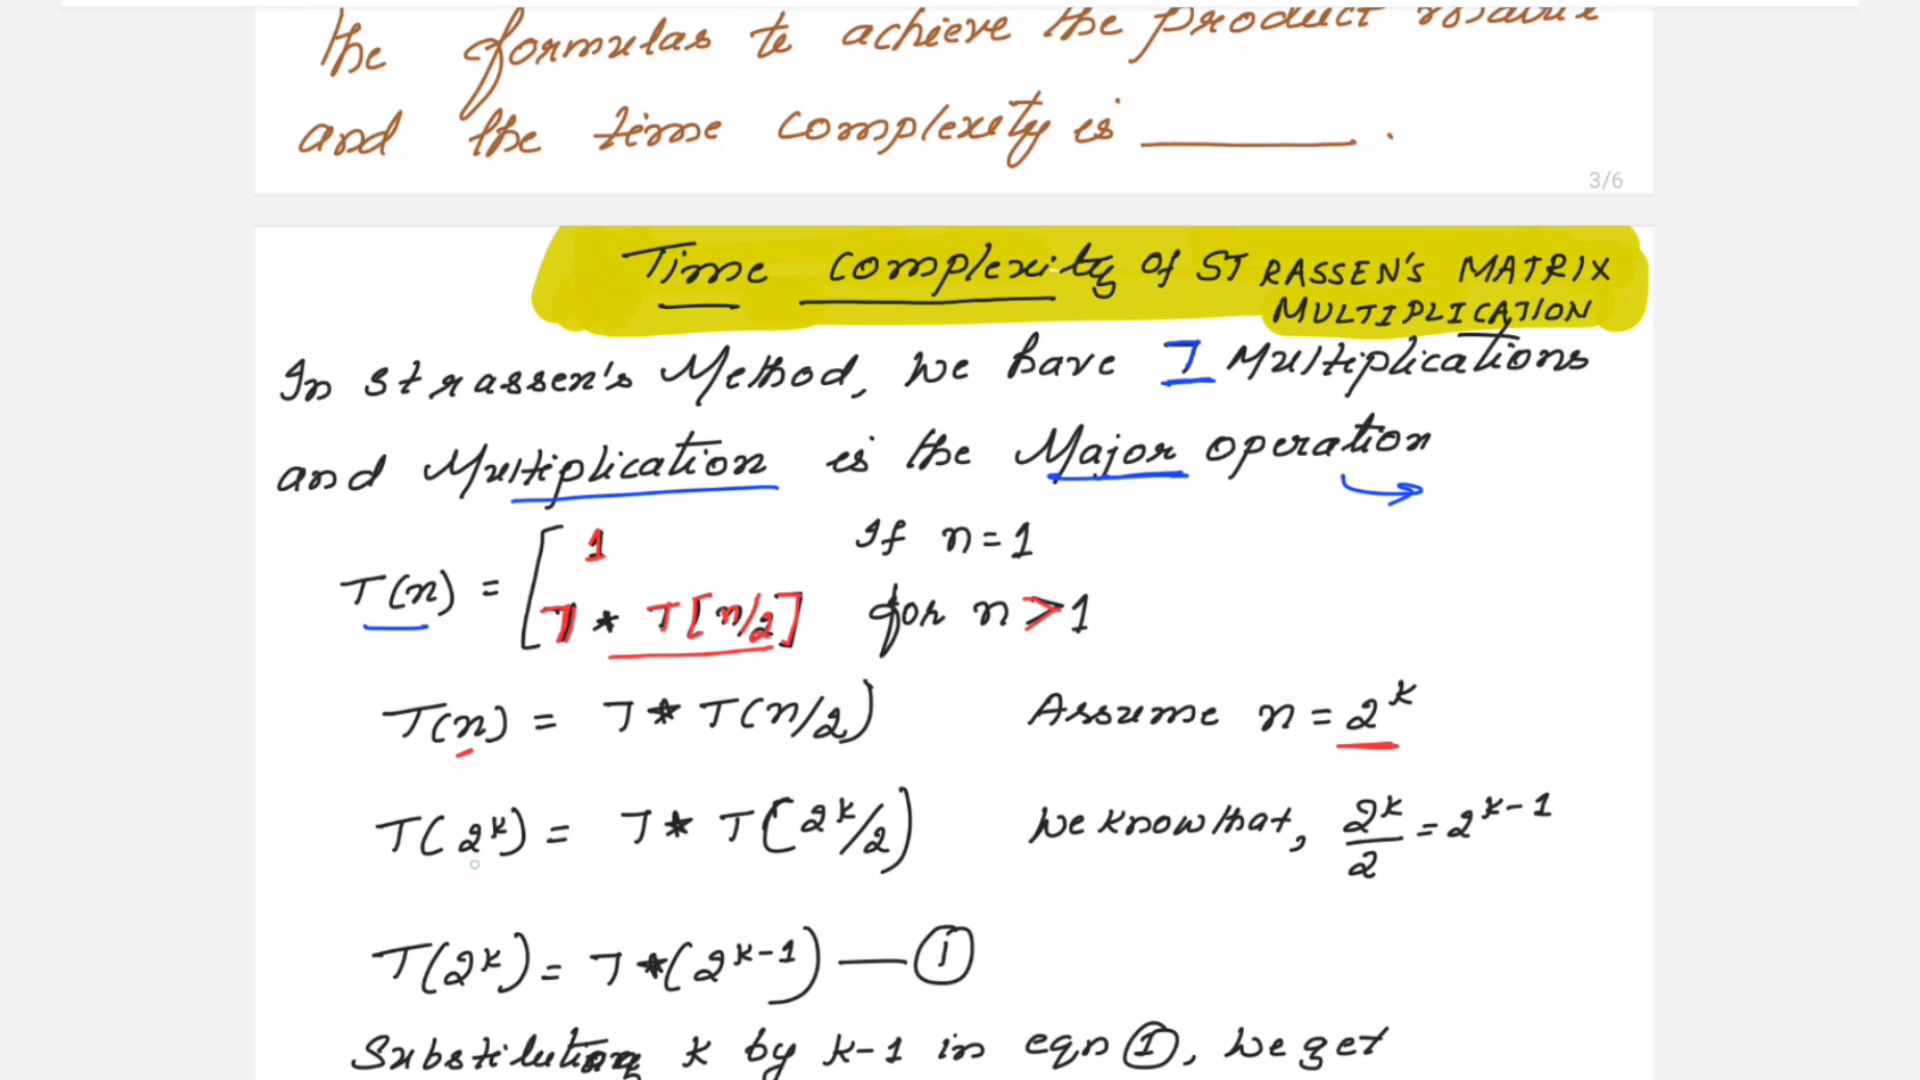 the formulas to achieve the product
and the time complexity is ______ .
3/6
Time complexity of STRASSEN'S MATRIX
MULTIPLICATION
In strassen's Method, we have 7 Multiplications
and Multiplication is the Major operation
T(n) = [ 1 If n=1
7 * T[n/2] for n > 1
T(n) = 7 * T(n/2) Assume n = 2^k
T(2^k) = 7 * T(2^k/2) We know that, 2^k/2 = 2^k-1
T(2^k) = 7 * (2^k-1) — ①
Substituting k by k-1 in eqn ①, we get